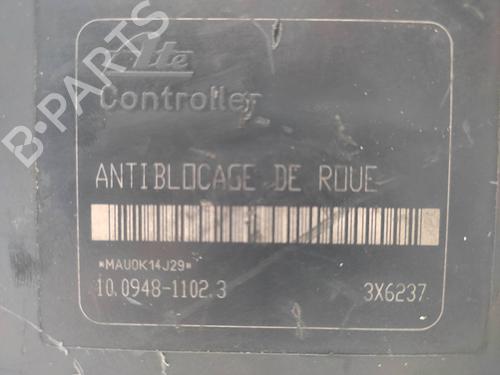 B-PARTS
Ate
Controller
ANTIBLOCAGE DE ROUE
*MAU0K14J29*
10.0948-1102.3 3X6237